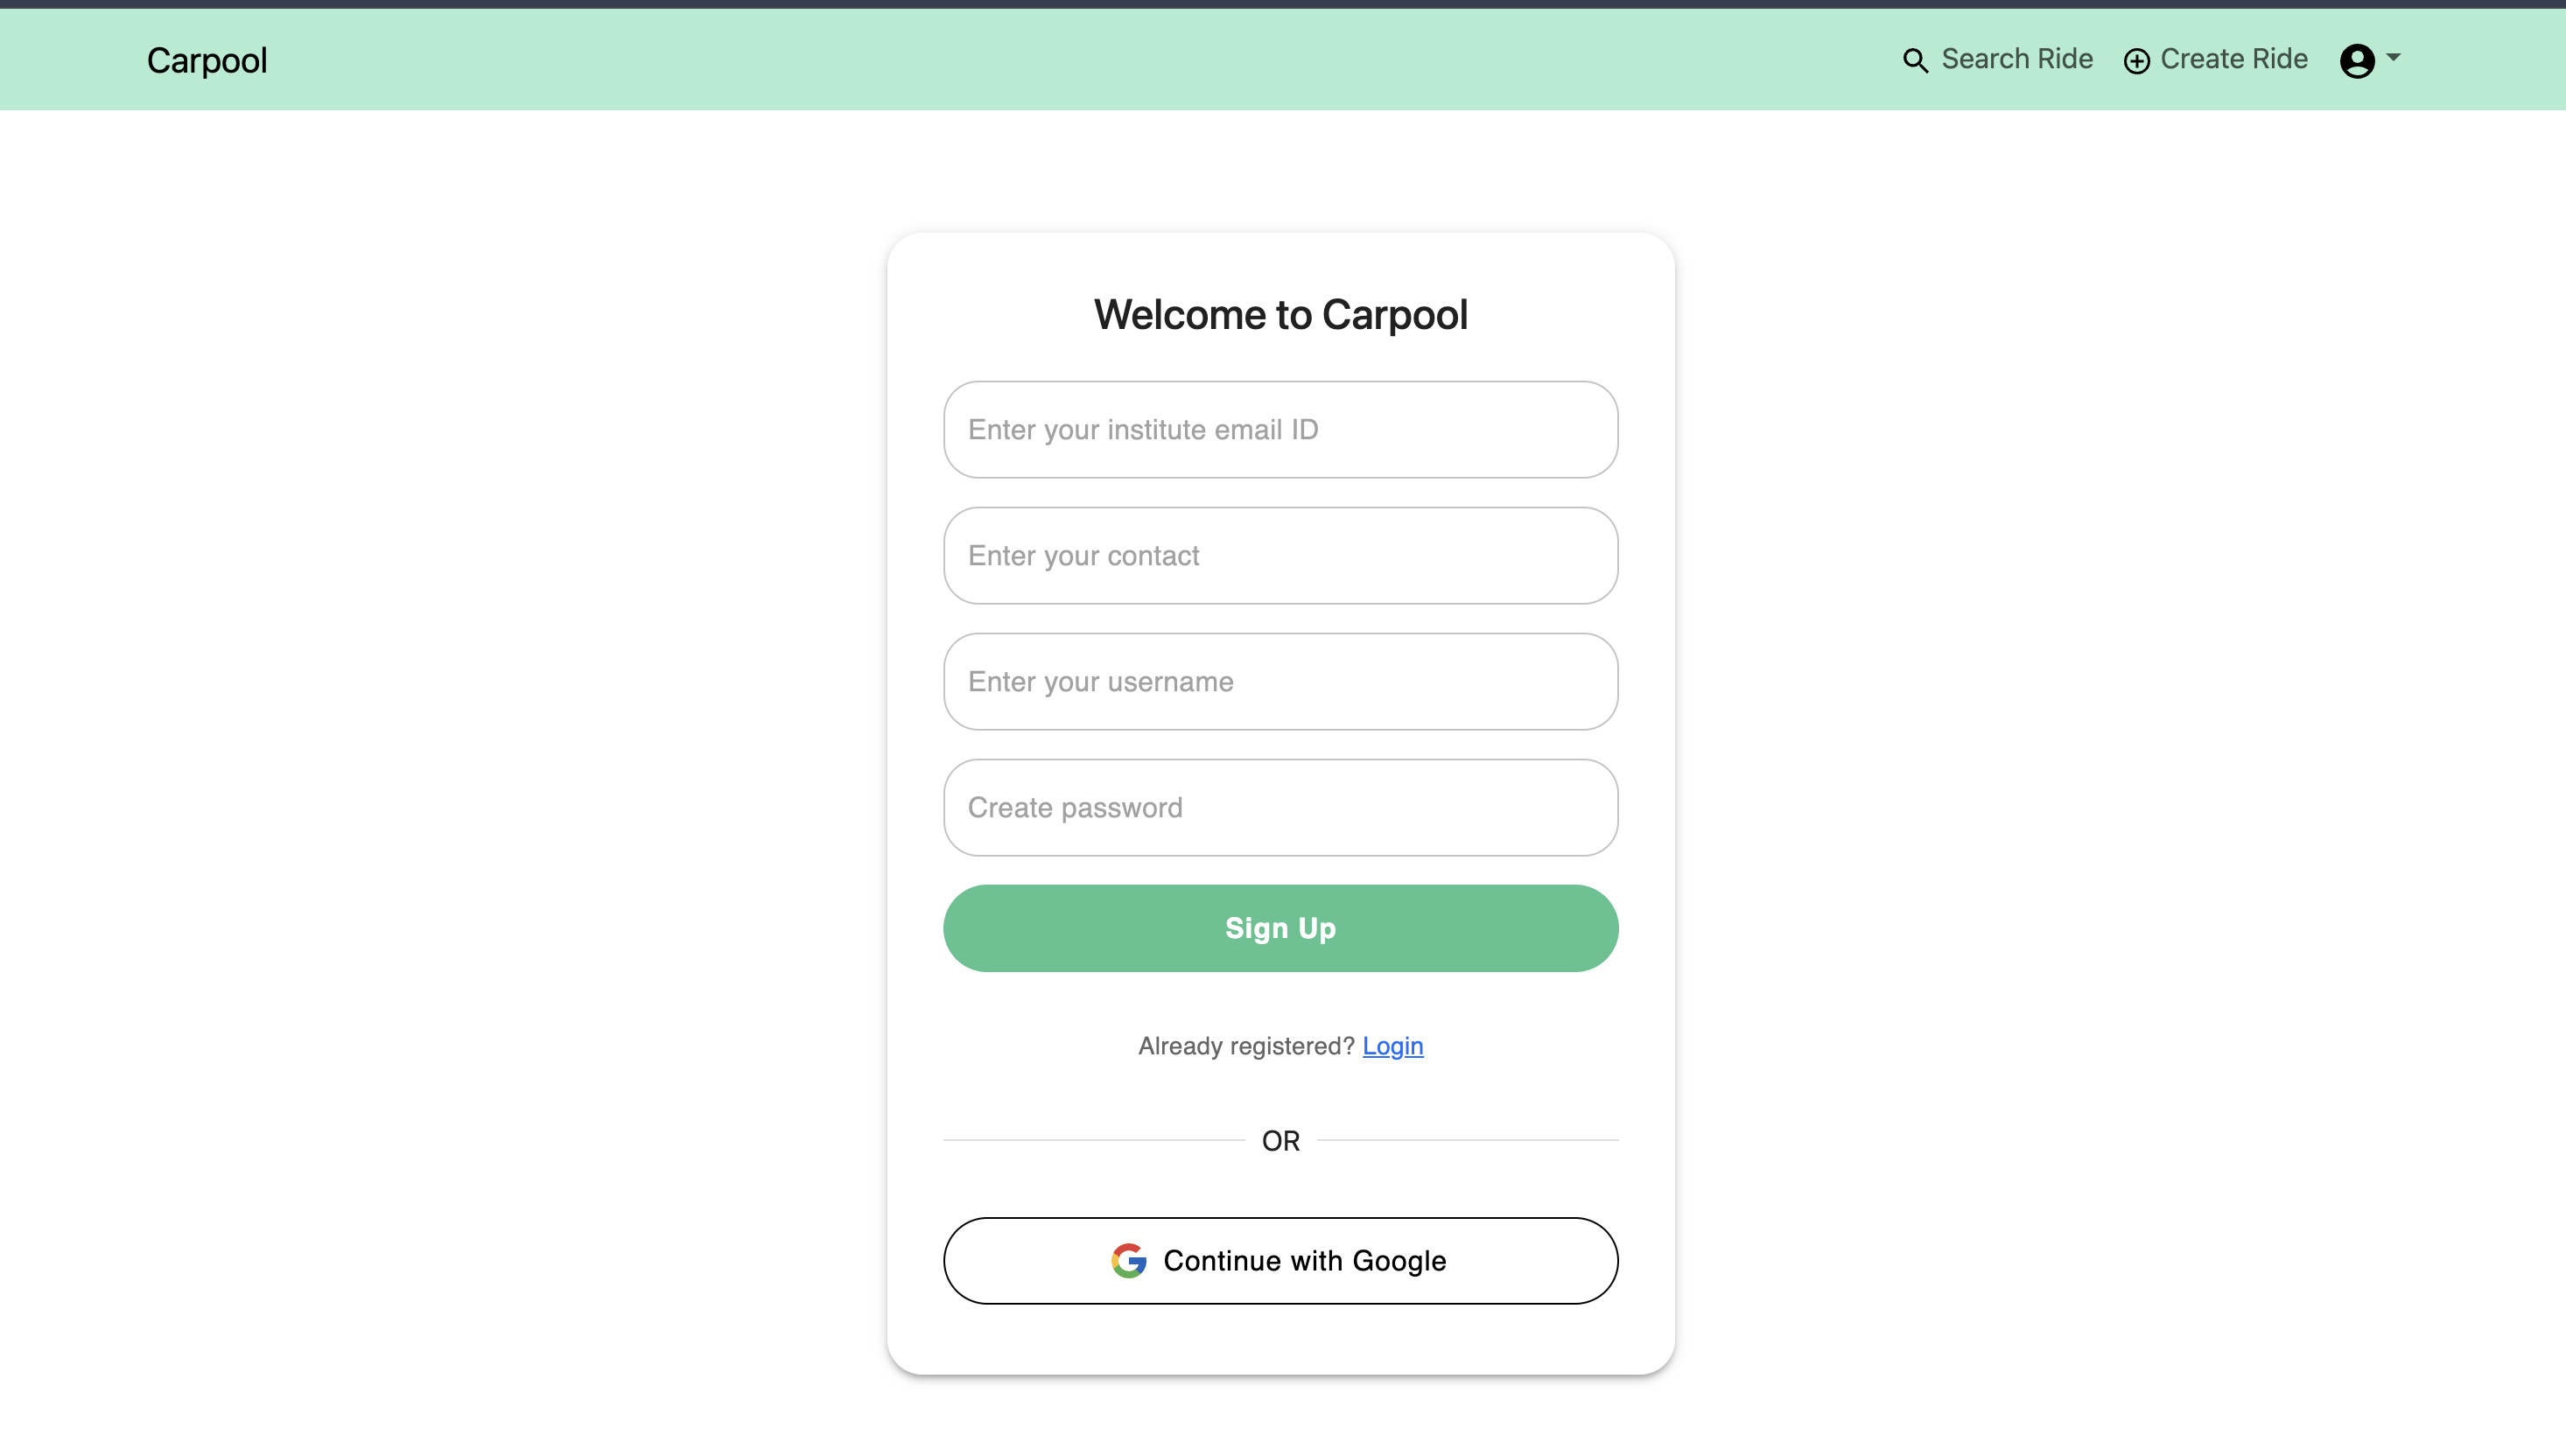 Carpool
Search Ride
Create Ride
Welcome to Carpool
Enter your institute email ID
Enter your contact
Enter your username
Create password
Sign Up
Already registered? Login
OR
Continue with Google